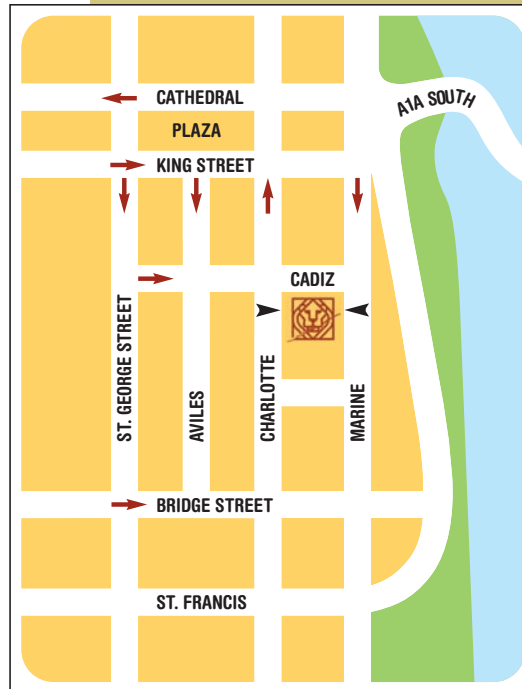 CATHEDRAL
A1A SOUTH
PLAZA
KING STREET
CADIZ
ST. GEORGE STREET
AVILES
CHARLOTTE
MARINE
BRIDGE STREET
ST. FRANCIS